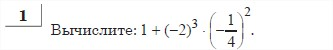 1
Вычислите: 1 + (−2)³ · (−1/4)².